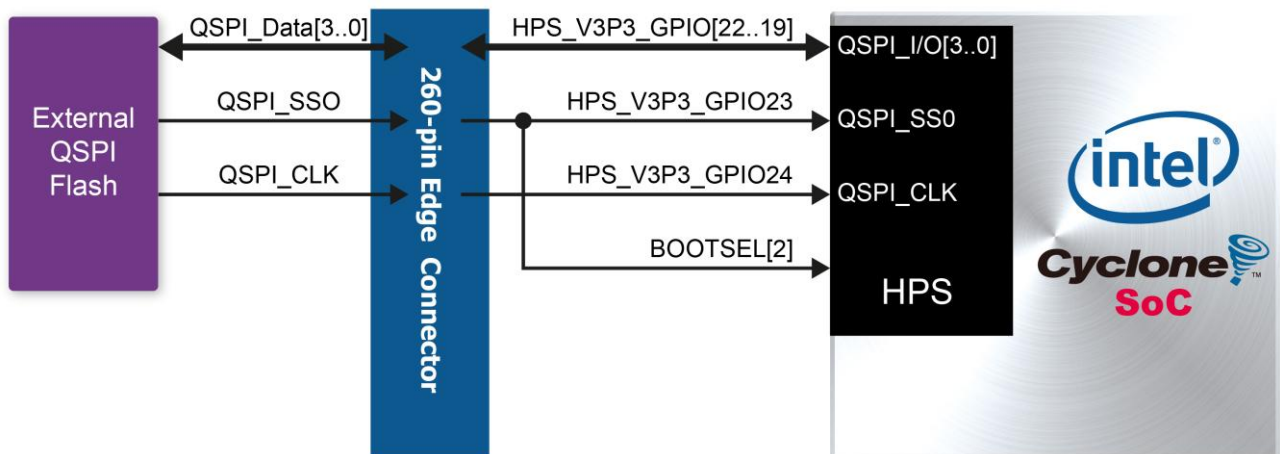 QSPI_Data[3..0]
HPS_V3P3_GPIO[22..19]
QSPI_I/O[3..0]
External
QSPI
Flash
QSPI_SSO
HPS_V3P3_GPIO23
QSPI_SS0
QSPI_CLK
HPS_V3P3_GPIO24
QSPI_CLK
BOOTSEL[2]
260-pin Edge Connector
HPS
intel
Cyclone
SoC